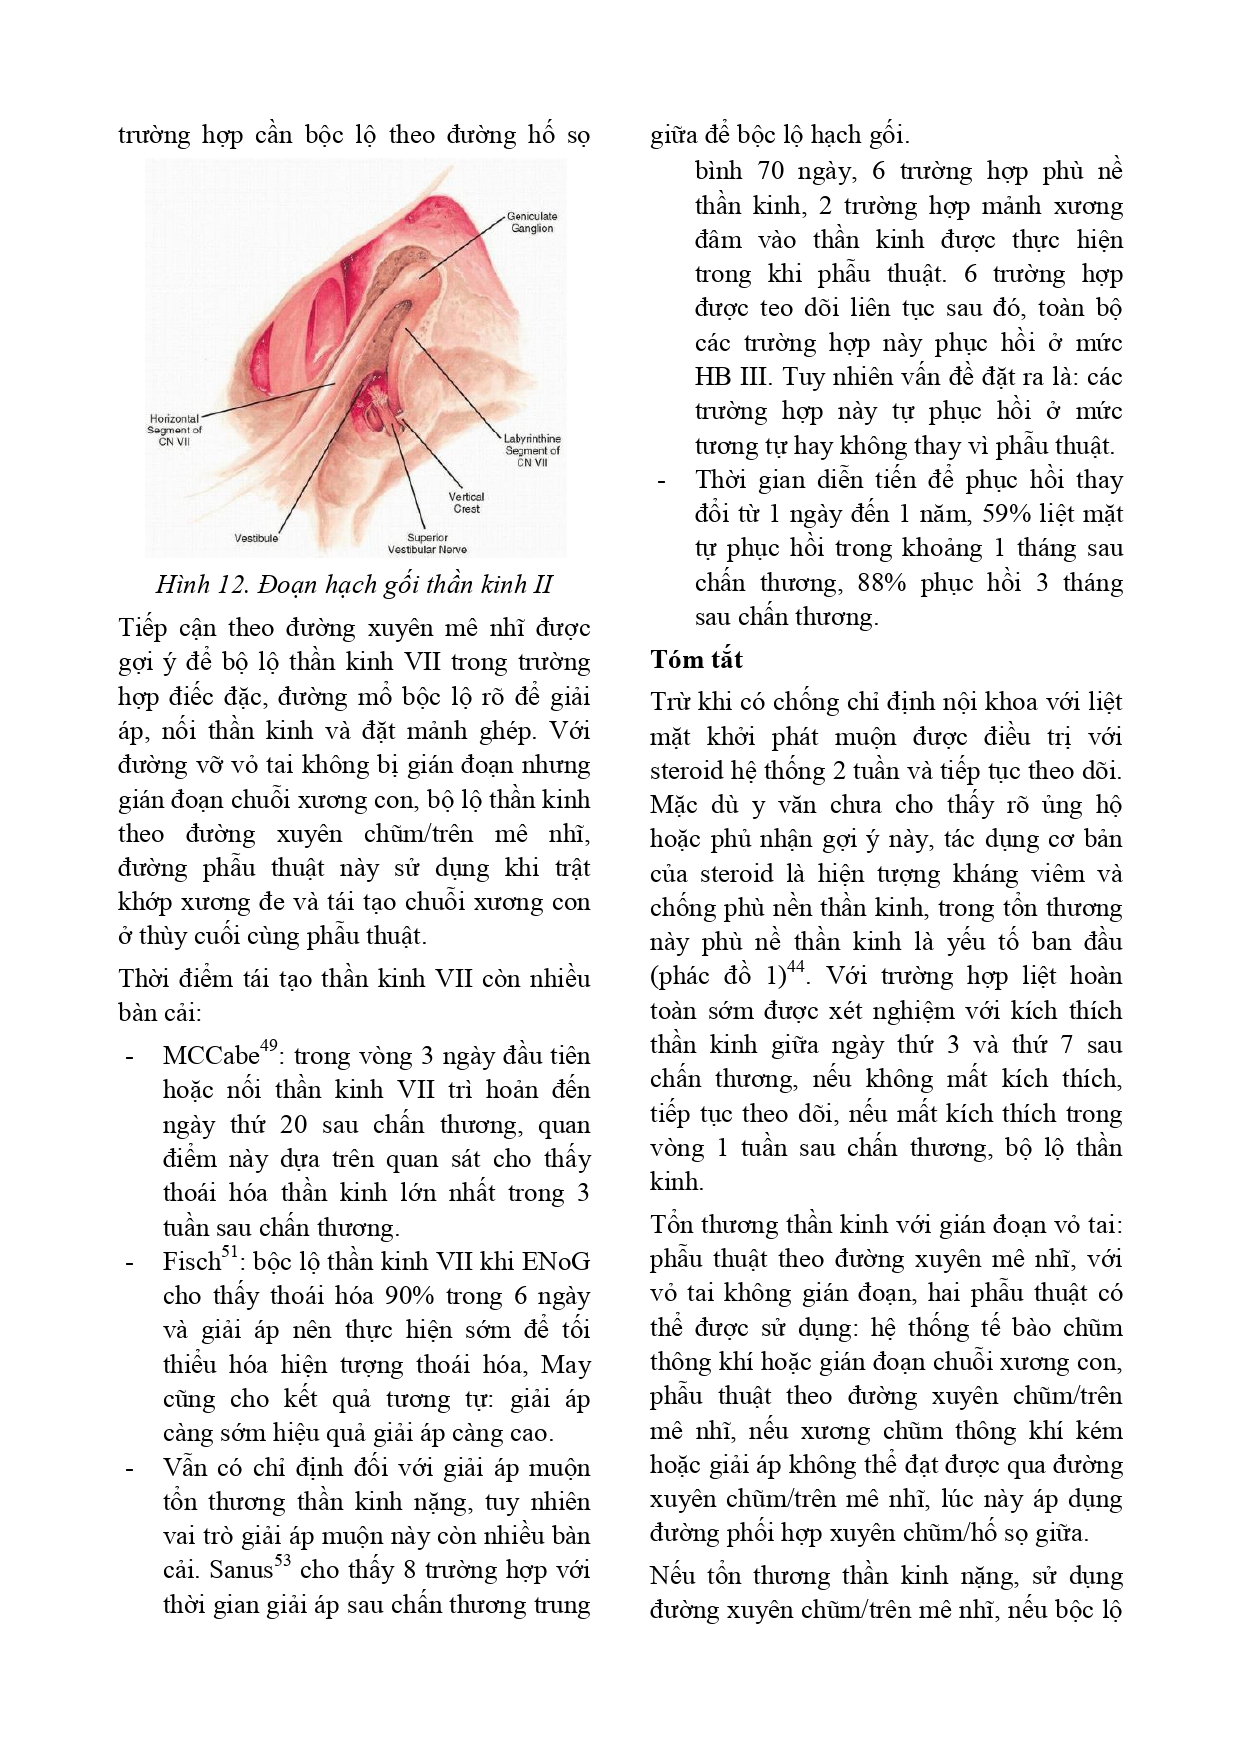 trường hợp cần bộc lộ theo đường hố sọ
giữa để bộc lộ hạch gối.
Geniculate
Ganglion
Horizontal
Segment of
CN VII
Labyrinthine
Segment of
CN VII
Vertical
Crest
Vestibule
Superior
Vestibular Nerve
Hình 12. Đoạn hạch gối thần kinh II
Tiếp cận theo đường xuyên mê nhĩ được
gợi ý để bộ lộ thần kinh VII trong trường
hợp điếc đặc, đường mổ bộc lộ rõ để giải
áp, nối thần kinh và đặt mảnh ghép. Với
đường vỡ vỏ tai không bị gián đoạn nhưng
gián đoạn chuỗi xương con, bộ lộ thần kinh
theo đường xuyên chũm/trên mê nhĩ,
đường phẫu thuật này sử dụng khi trật
khớp xương đe và tái tạo chuỗi xương con
ở thùy cuối cùng phẫu thuật.
Thời điểm tái tạo thần kinh VII còn nhiều
bàn cải:
- MCCabe49: trong vòng 3 ngày đầu tiên
hoặc nối thần kinh VII trì hoản đến
ngày thứ 20 sau chấn thương, quan
điểm này dựa trên quan sát cho thấy
thoái hóa thần kinh lớn nhất trong 3
tuần sau chấn thương.
- Fisch51: bộc lộ thần kinh VII khi ENoG
cho thấy thoái hóa 90% trong 6 ngày
và giải áp nên thực hiện sớm để tối
thiểu hóa hiện tượng thoái hóa, May
cũng cho kết quả tương tự: giải áp
càng sớm hiệu quả giải áp càng cao.
- Vẫn có chỉ định đối với giải áp muộn
tổn thương thần kinh nặng, tuy nhiên
vai trò giải áp muộn này còn nhiều bàn
cải. Sanus53 cho thấy 8 trường hợp với
thời gian giải áp sau chấn thương trung
bình 70 ngày, 6 trường hợp phù nề
thần kinh, 2 trường hợp mảnh xương
đâm vào thần kinh được thực hiện
trong khi phẫu thuật. 6 trường hợp
được teo dõi liên tục sau đó, toàn bộ
các trường hợp này phục hồi ở mức
HB III. Tuy nhiên vấn đề đặt ra là: các
trường hợp này tự phục hồi ở mức
tương tự hay không thay vì phẫu thuật.
- Thời gian diễn tiến để phục hồi thay
đổi từ 1 ngày đến 1 năm, 59% liệt mặt
tự phục hồi trong khoảng 1 tháng sau
chấn thương, 88% phục hồi 3 tháng
sau chấn thương.
Tóm tắt
Trừ khi có chống chỉ định nội khoa với liệt
mặt khởi phát muộn được điều trị với
steroid hệ thống 2 tuần và tiếp tục theo dõi.
Mặc dù y văn chưa cho thấy rõ ủng hộ
hoặc phủ nhận gợi ý này, tác dụng cơ bản
của steroid là hiện tượng kháng viêm và
chống phù nền thần kinh, trong tổn thương
này phù nề thần kinh là yếu tố ban đầu
(phác đồ 1)44. Với trường hợp liệt hoàn
toàn sớm được xét nghiệm với kích thích
thần kinh giữa ngày thứ 3 và thứ 7 sau
chấn thương, nếu không mất kích thích,
tiếp tục theo dõi, nếu mất kích thích trong
vòng 1 tuần sau chấn thương, bộ lộ thần
kinh.
Tổn thương thần kinh với gián đoạn vỏ tai:
phẫu thuật theo đường xuyên mê nhĩ, với
vỏ tai không gián đoạn, hai phẫu thuật có
thể được sử dụng: hệ thống tế bào chũm
thông khí hoặc gián đoạn chuỗi xương con,
phẫu thuật theo đường xuyên chũm/trên
mê nhĩ, nếu xương chũm thông khí kém
hoặc giải áp không thể đạt được qua đường
xuyên chũm/trên mê nhĩ, lúc này áp dụng
đường phối hợp xuyên chũm/hố sọ giữa.
Nếu tổn thương thần kinh nặng, sử dụng
đường xuyên chũm/trên mê nhĩ, nếu bộc lộ